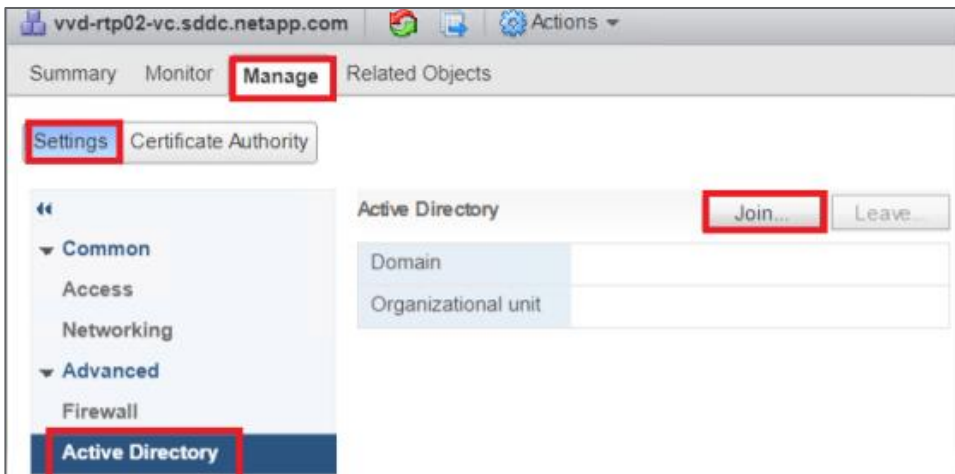 vvd-rtp02-vc.sddc.netapp.com Actions
Summary Monitor Manage Related Objects
Settings Certificate Authority
Active Directory Join... Leave...
Common
Domain
Access
Organizational unit
Networking
Advanced
Firewall
Active Directory